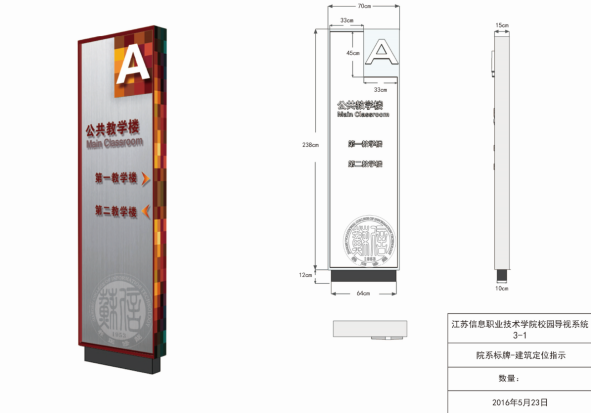 A
公共教学楼
Main Classroom
第一教学楼
第二教学楼
70cm
33cm
45cm
A
33cm
公共教学楼
Main Classroom
第一教学楼
第二教学楼
238cm
1953
12cm
64cm
15cm
10cm
江苏信息职业技术学院校园导视系统
3-1
院系标牌-建筑定位指示
数量：
2016年5月23日